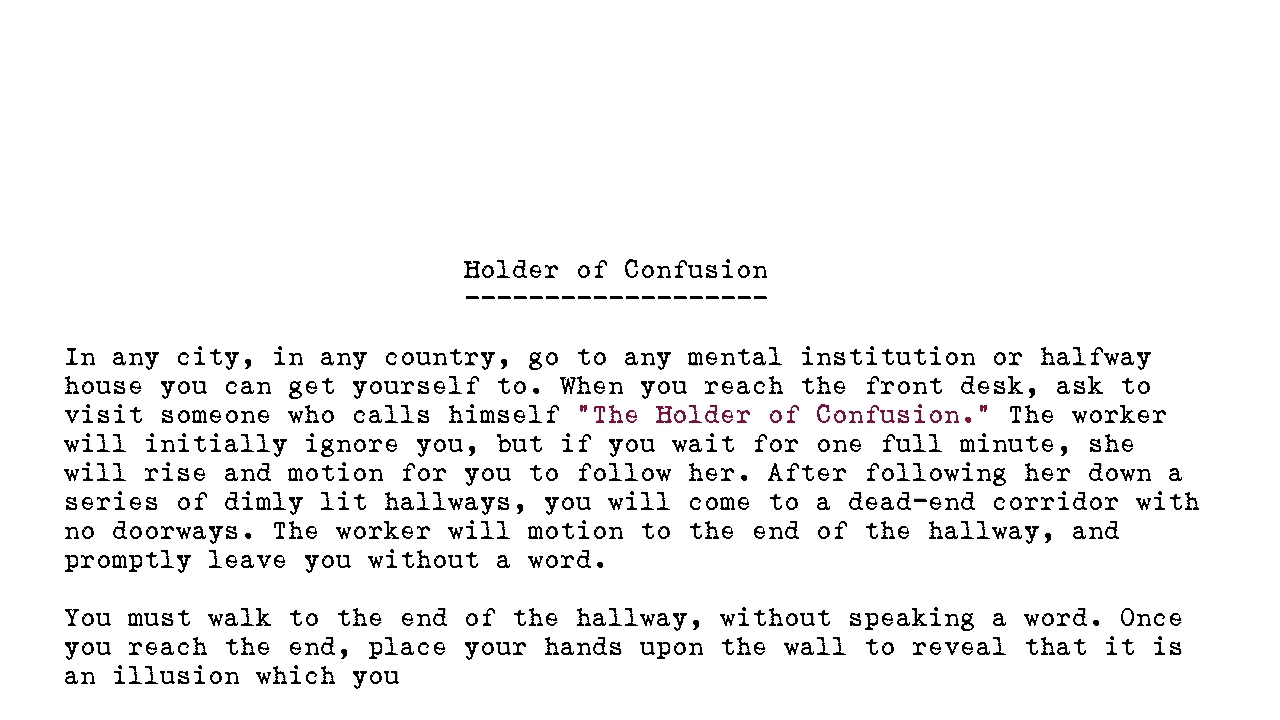 Holder of Confusion
-------------------
In any city, in any country, go to any mental institution or halfway
house you can get yourself to. When you reach the front desk, ask to
visit someone who calls himself "The Holder of Confusion." The worker
will initially ignore you, but if you wait for one full minute, she
will rise and motion for you to follow her. After following her down a
series of dimly lit hallways, you will come to a dead-end corridor with
no doorways. The worker will motion to the end of the hallway, and
promptly leave you without a word.
You must walk to the end of the hallway, without speaking a word. Once
you reach the end, place your hands upon the wall to reveal that it is
an illusion which you